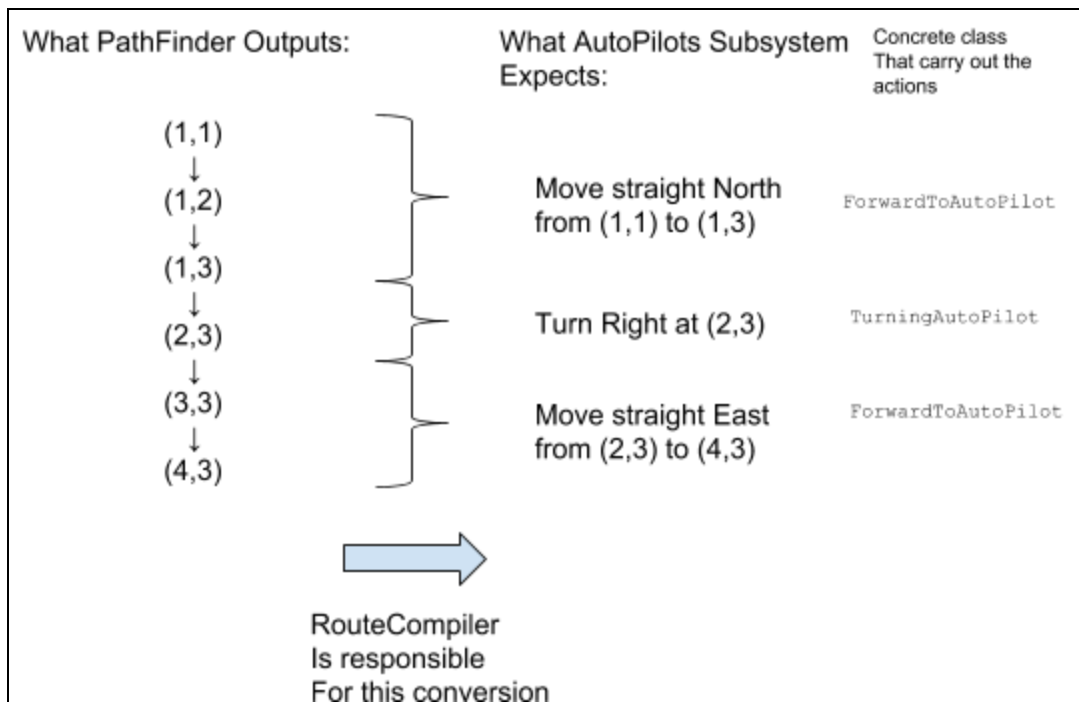 What PathFinder Outputs:
What AutoPilots Subsystem
Expects:
Concrete class
That carry out the
actions
(1,1)
↓
(1,2)
↓
(1,3)
↓
(2,3)
↓
(3,3)
↓
(4,3)
Move straight North
from (1,1) to (1,3)
ForwardToAutoPilot
Turn Right at (2,3)
TurningAutoPilot
Move straight East
from (2,3) to (4,3)
ForwardToAutoPilot
RouteCompiler
Is responsible
For this conversion